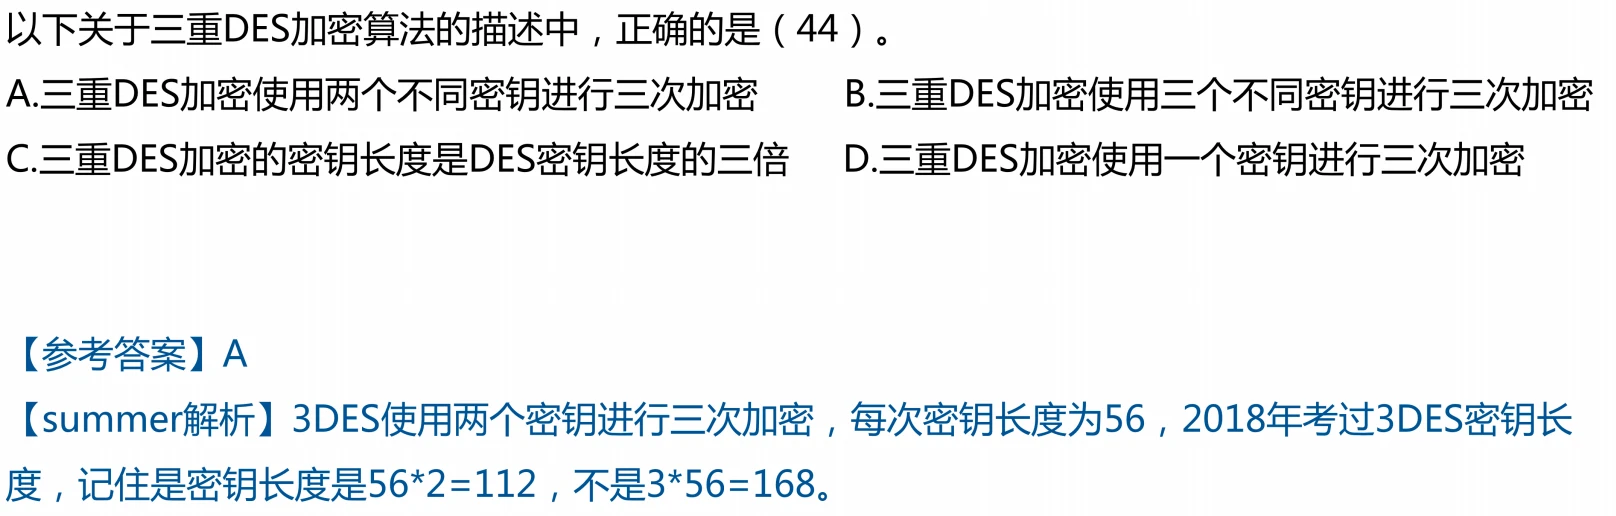 以下关于三重DES加密算法的描述中，正确的是（44）。
A.三重DES加密使用两个不同密钥进行三次加密 B.三重DES加密使用三个不同密钥进行三次加密
C.三重DES加密的密钥长度是DES密钥长度的三倍 D.三重DES加密使用一个密钥进行三次加密
【参考答案】A
【summer解析】3DES使用两个密钥进行三次加密，每次密钥长度为56，2018年考过3DES密钥长
度，记住是密钥长度是56*2=112，不是3*56=168。